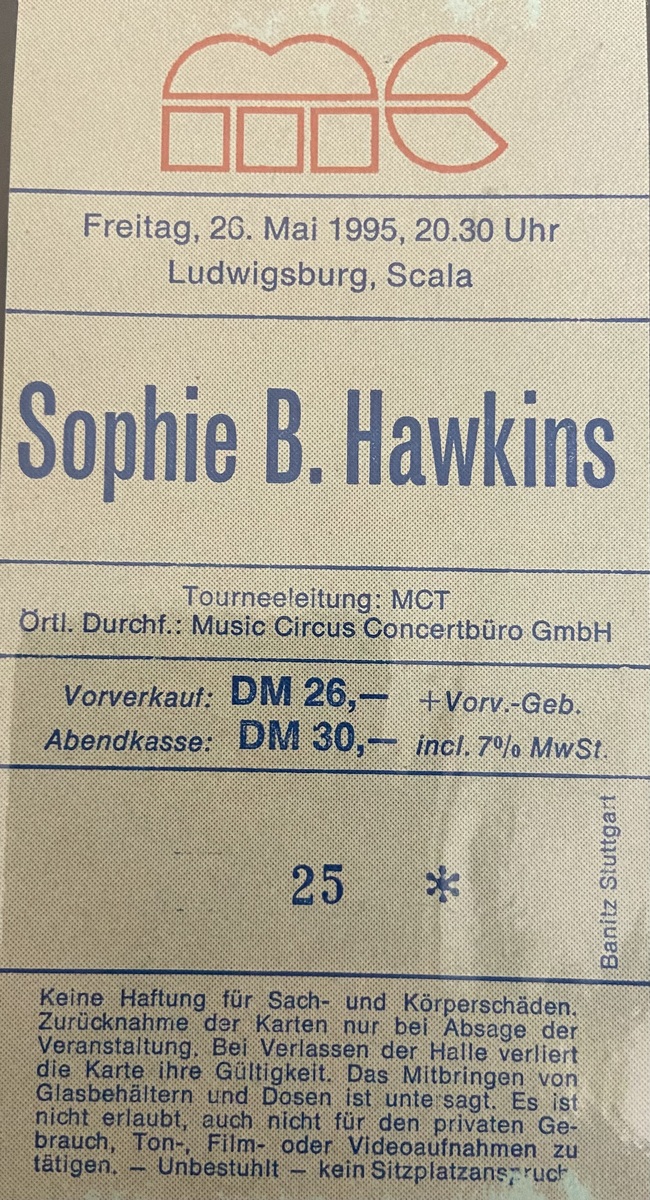 mc
Freitag, 26. Mai 1995, 20.30 Uhr
Ludwigsburg, Scala
Sophie B. Hawkins
Tourneeleitung: MCT
Örtl. Durchf.: Music Circus Concertbüro GmbH
Vorverkauf: DM 26,— +Vorv.-Geb.
Abendkasse: DM 30,— incl. 7% MwSt.
25 *
Banitz Stuttgart
Keine Haftung für Sach- und Körperschäden.
Zurücknahme der Karten nur bei Absage der
Veranstaltung. Bei Verlassen der Halle verliert
die Karte ihre Gültigkeit. Das Mitbringen von
Glasbehältern und Dosen ist untersagt. Es ist
nicht erlaubt, auch nicht für den privaten Ge-
brauch, Ton-, Film- oder Videoaufnahmen zu
tätigen. — Unbestuhlt — kein Sitzplatzanspruch